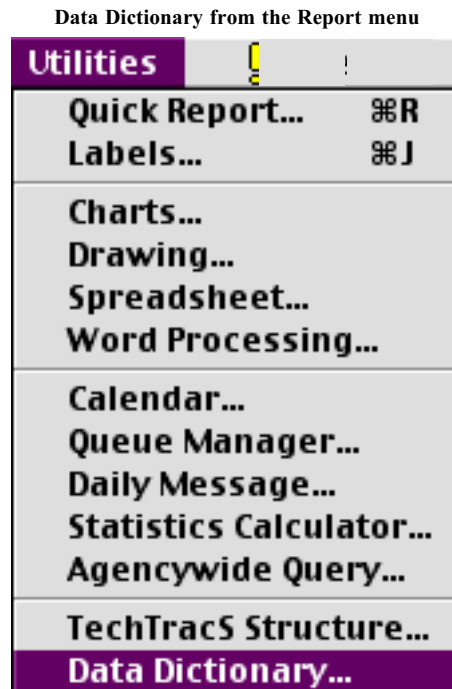 Data Dictionary from the Report menu
Utilities
Quick Report... ⌘R
Labels... ⌘J
Charts...
Drawing...
Spreadsheet...
Word Processing...
Calendar...
Queue Manager...
Daily Message...
Statistics Calculator...
Agencywide Query...
TechTracS Structure...
Data Dictionary...